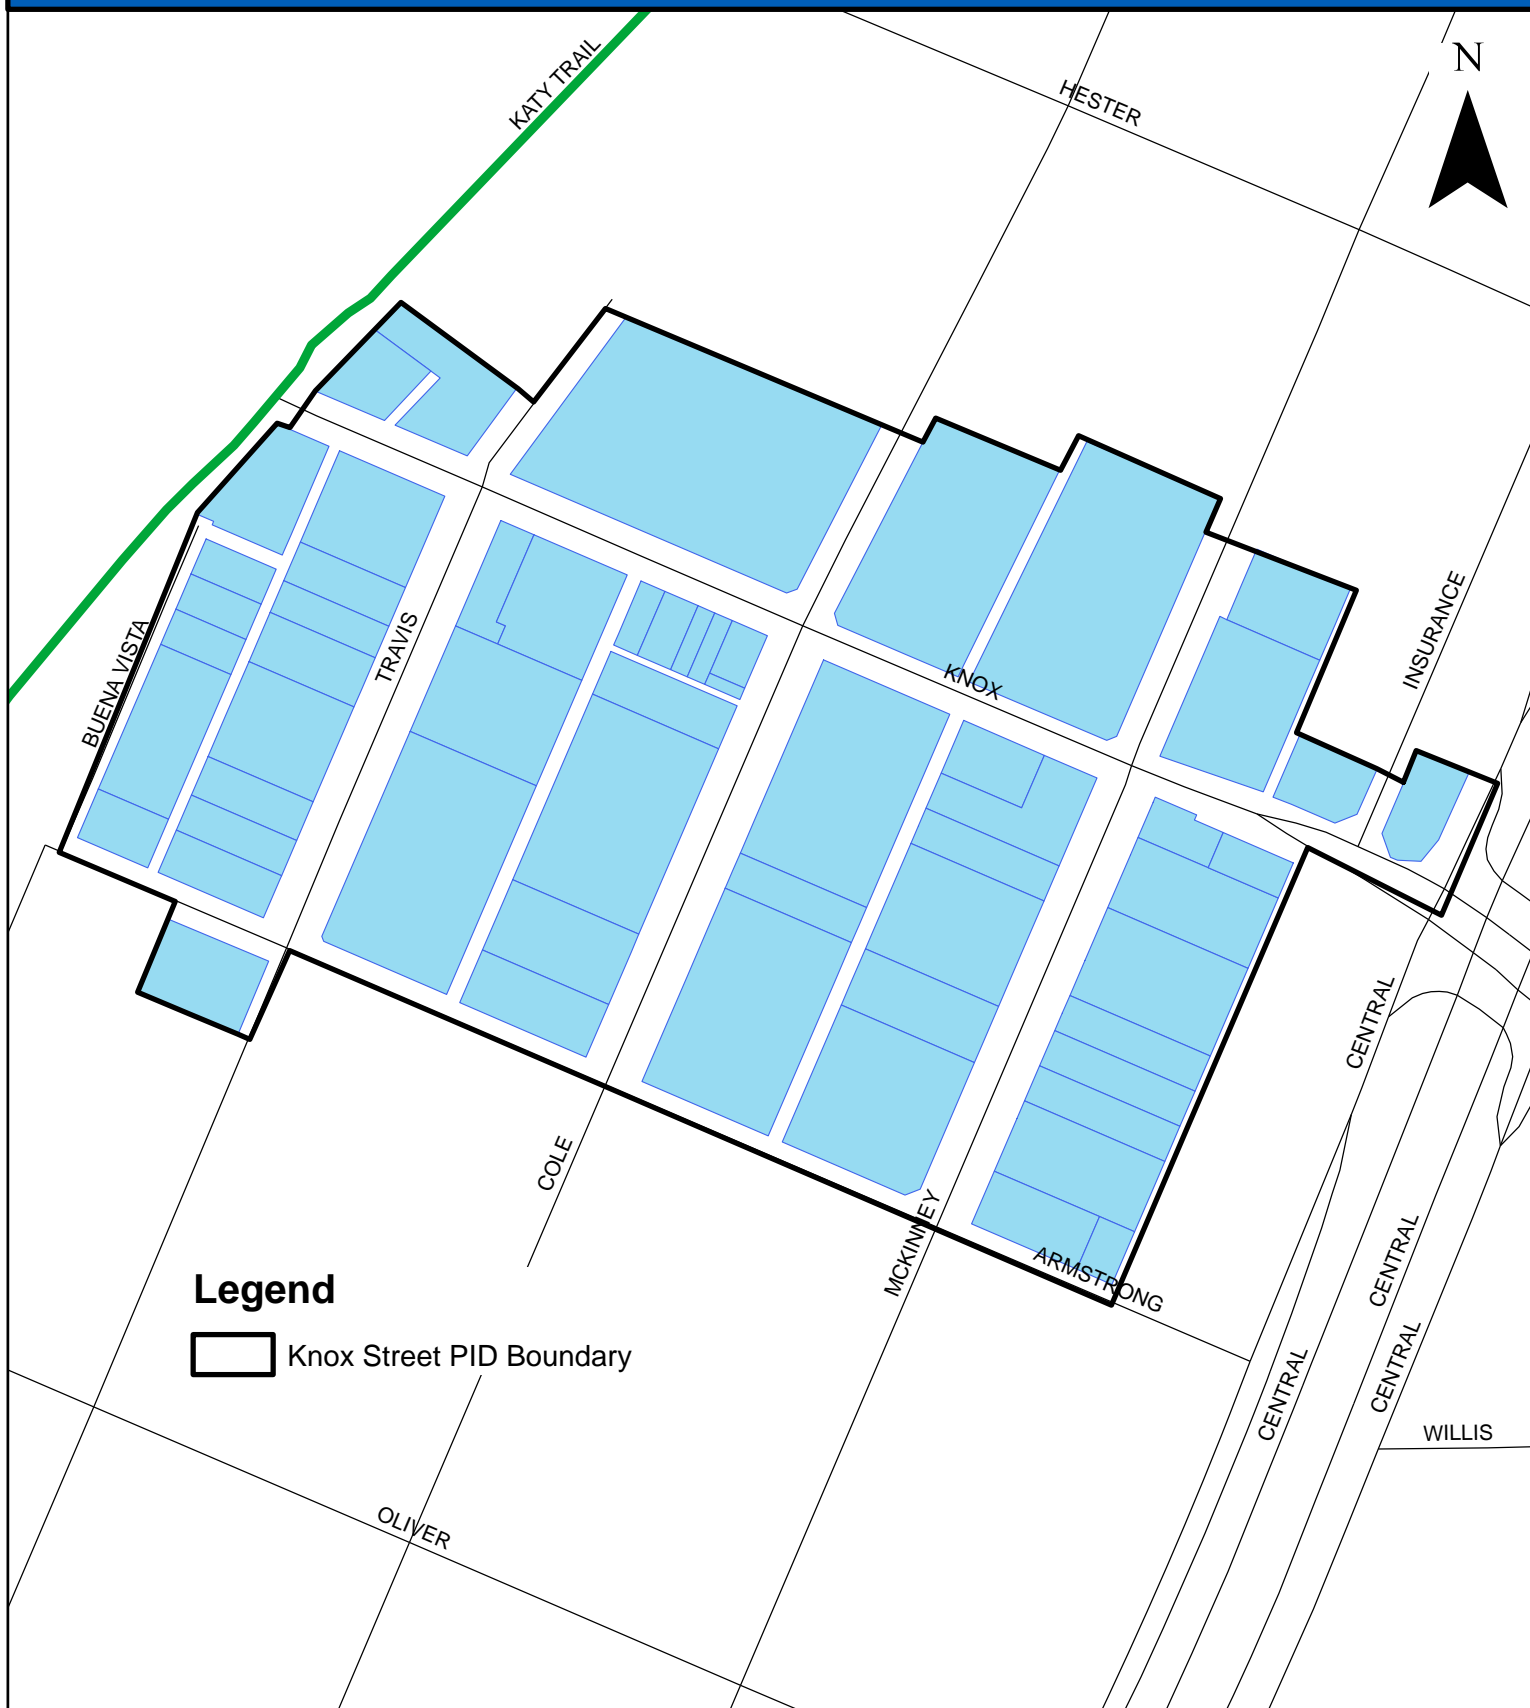 KATY TRAIL
HESTER
N
INSURANCE
BUENA VISTA
TRAVIS
KNOX
CENTRAL
COLE
MCKINNEY
ARMSTRONG
CENTRAL
CENTRAL
CENTRAL
WILLIS
Legend
Knox Street PID Boundary
OLIVER